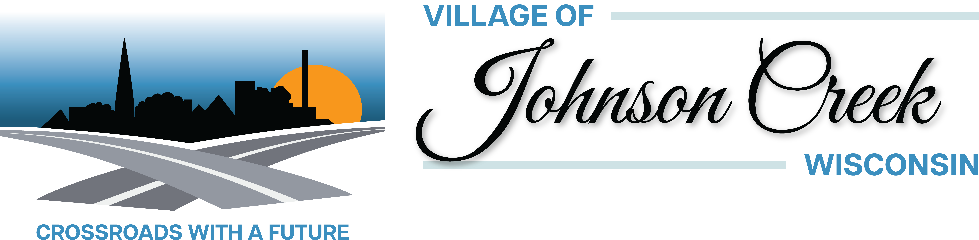 VILLAGE OF
Johnson Creek
WISCONSIN
CROSSROADS WITH A FUTURE